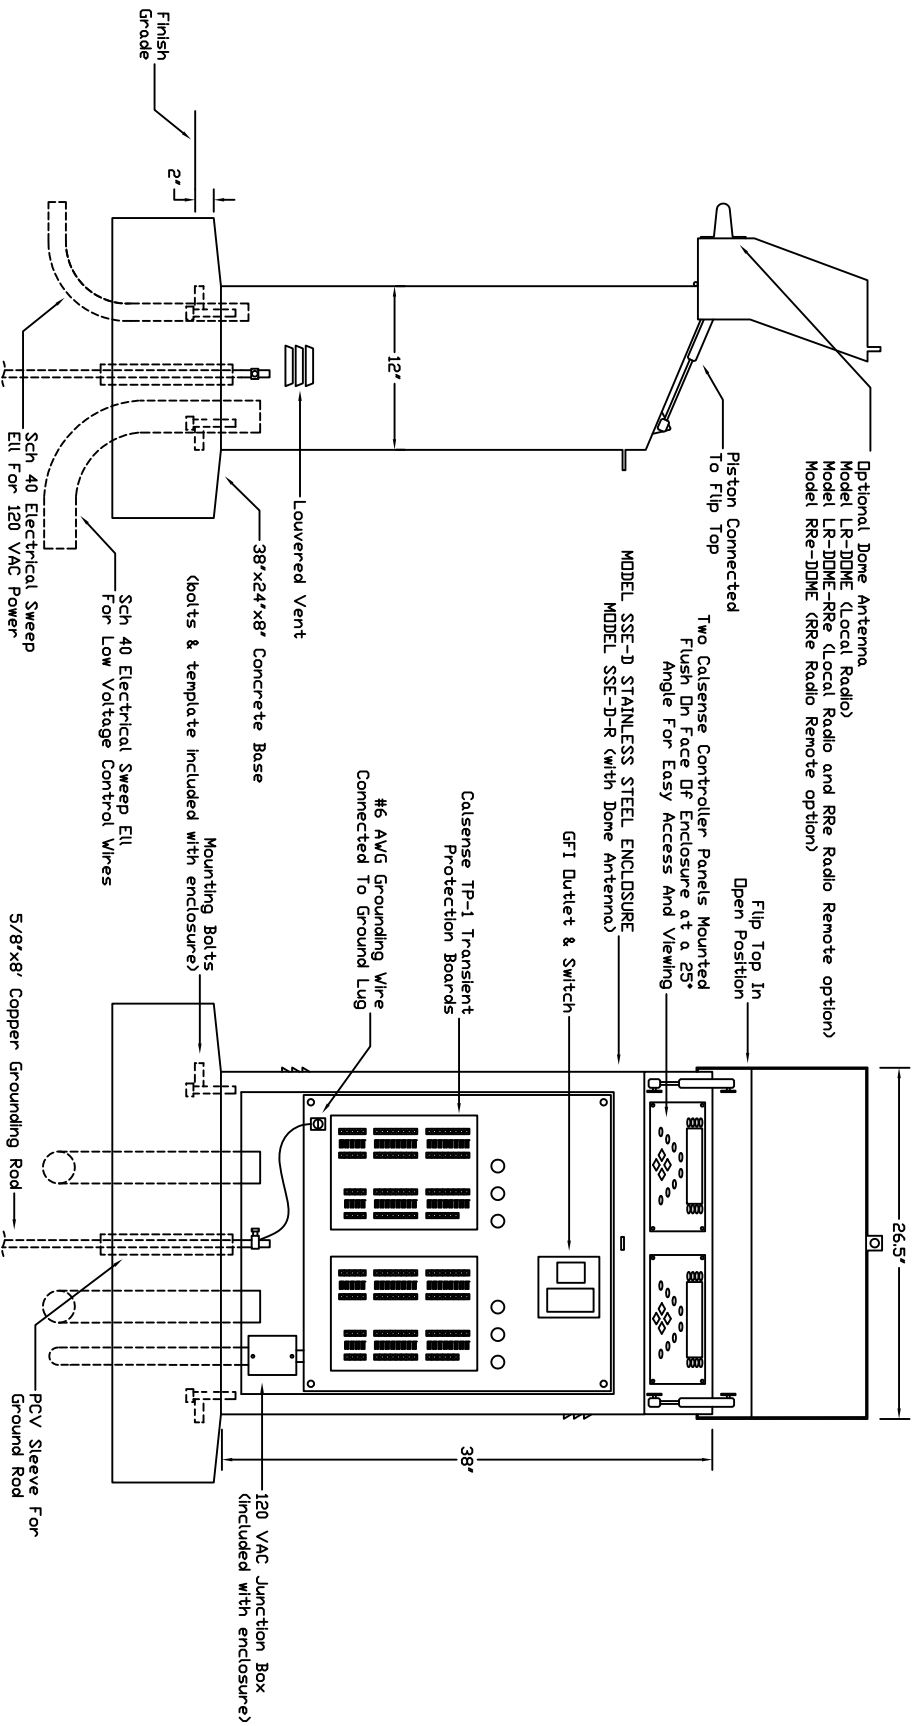 26.5"
Optional Dome Antenna
Model LR-DOME (Local Radio)
Model LR-DOME-RRe (Local Radio and RRe Radio Remote option)
Model RRe-DOME (RRe Radio Remote option)
Flip Top In
Open Position
Piston Connected
To Flip Top
Two Calsense Controller Panels Mounted
Flush On Face Of Enclosure at a 25°
Angle For Easy Access And Viewing
MODEL SSE-D STAINLESS STEEL ENCLOSURE
MODEL SSE-D-R (with Dome Antenna)
GFI Outlet & Switch
12"
38"
Calsense TP-1 Transient
Protection Boards
#6 AWG Grounding Wire
Connected To Ground Lug
Louvered Vent
38"x24"x8" Concrete Base
Mounting Bolts
(bolts & template included with enclosure)
120 VAC Junction Box
(included with enclosure)
Finish
Grade
2"
Sch 40 Electrical Sweep Ell
For Low Voltage Control Wires
Sch 40 Electrical Sweep
Ell For 120 VAC Power
5/8"x8' Copper Grounding Rod
PCV Sleeve For
Ground Rod